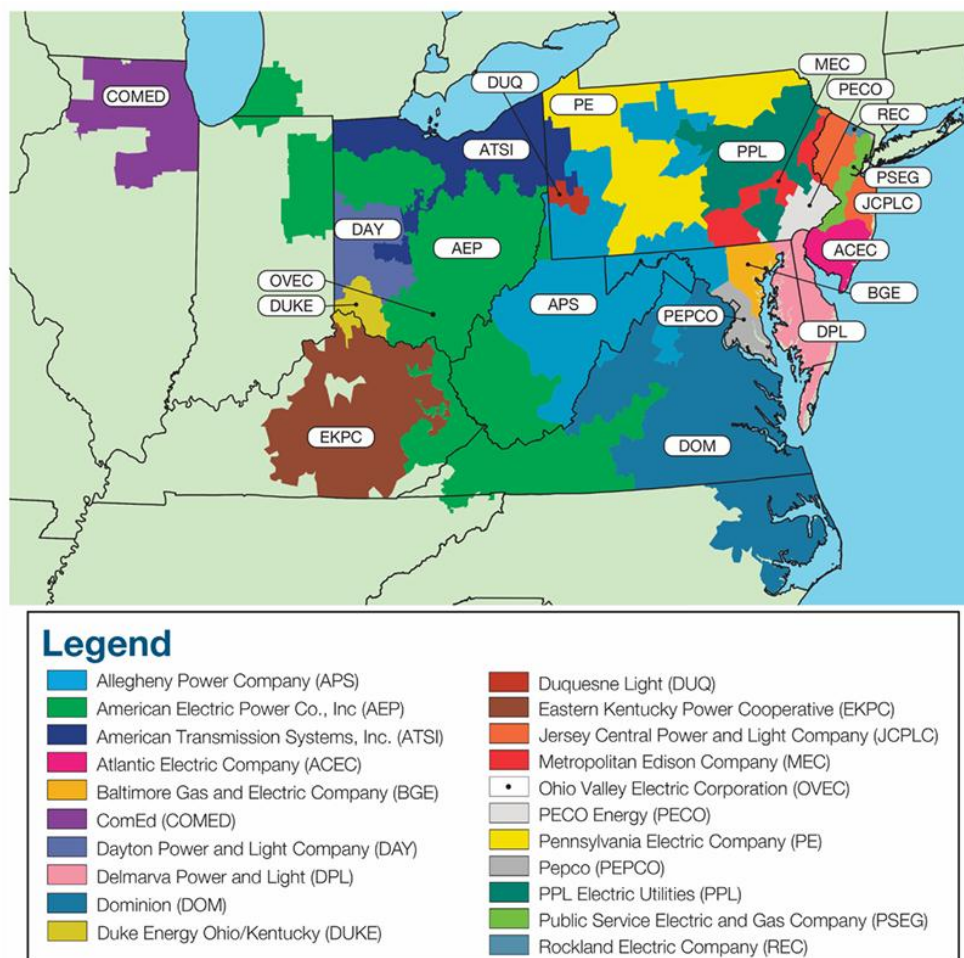 MEC
PECO
DUQ
PE
REC
COMED
ATSI
PPL
PSEG
JCPLC
DAY
AEP
ACEC
OVEC
BGE
DUKE
APS
PEPCO
DPL
EKPC
DOM
Legend
Allegheny Power Company (APS)
American Electric Power Co., Inc (AEP)
American Transmission Systems, Inc. (ATSI)
Atlantic Electric Company (ACEC)
Baltimore Gas and Electric Company (BGE)
ComEd (COMED)
Dayton Power and Light Company (DAY)
Delmarva Power and Light (DPL)
Dominion (DOM)
Duke Energy Ohio/Kentucky (DUKE)
Duquesne Light (DUQ)
Eastern Kentucky Power Cooperative (EKPC)
Jersey Central Power and Light Company (JCPLC)
Metropolitan Edison Company (MEC)
Ohio Valley Electric Corporation (OVEC)
PECO Energy (PECO)
Pennsylvania Electric Company (PE)
Pepco (PEPCO)
PPL Electric Utilities (PPL)
Public Service Electric and Gas Company (PSEG)
Rockland Electric Company (REC)